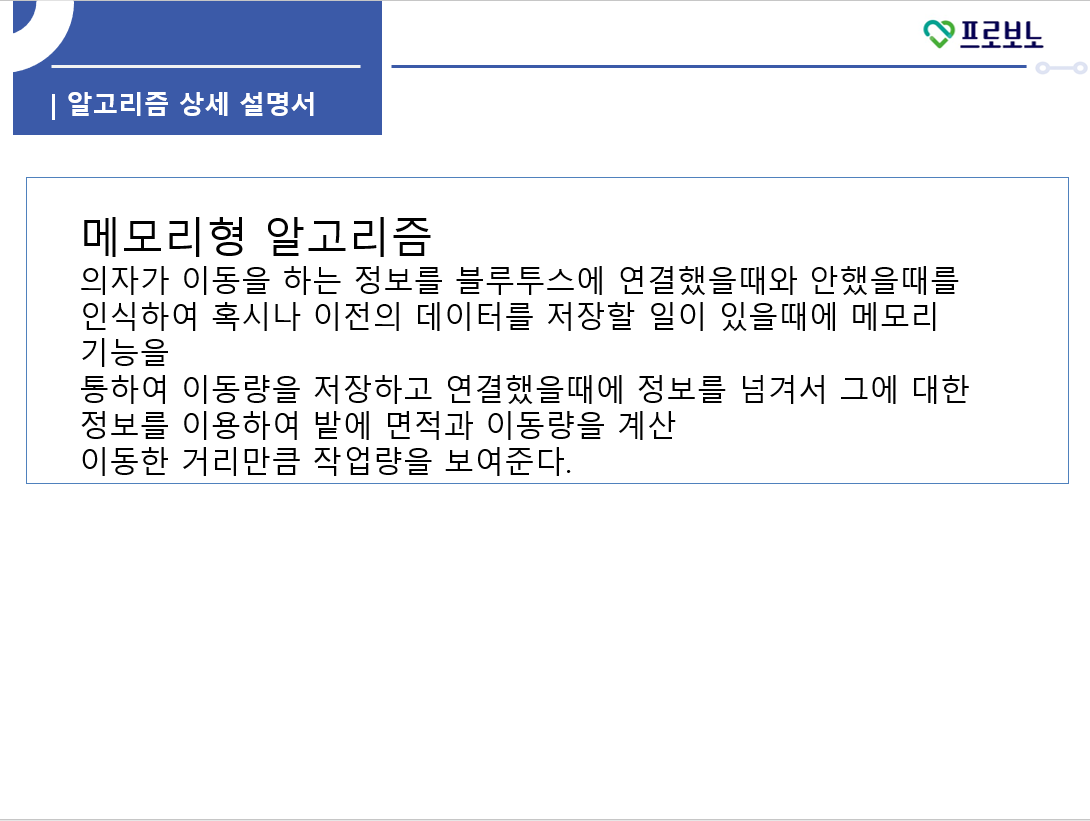 프로보노
| 알고리즘 상세 설명서
메모리형 알고리즘
의자가 이동을 하는 정보를 블루투스에 연결했을때와 안했을때를
인식하여 혹시나 이전의 데이터를 저장할 일이 있을때에 메모리
기능을
통하여 이동량을 저장하고 연결했을때에 정보를 넘겨서 그에 대한
정보를 이용하여 밭에 면적과 이동량을 계산
이동한 거리만큼 작업량을 보여준다.